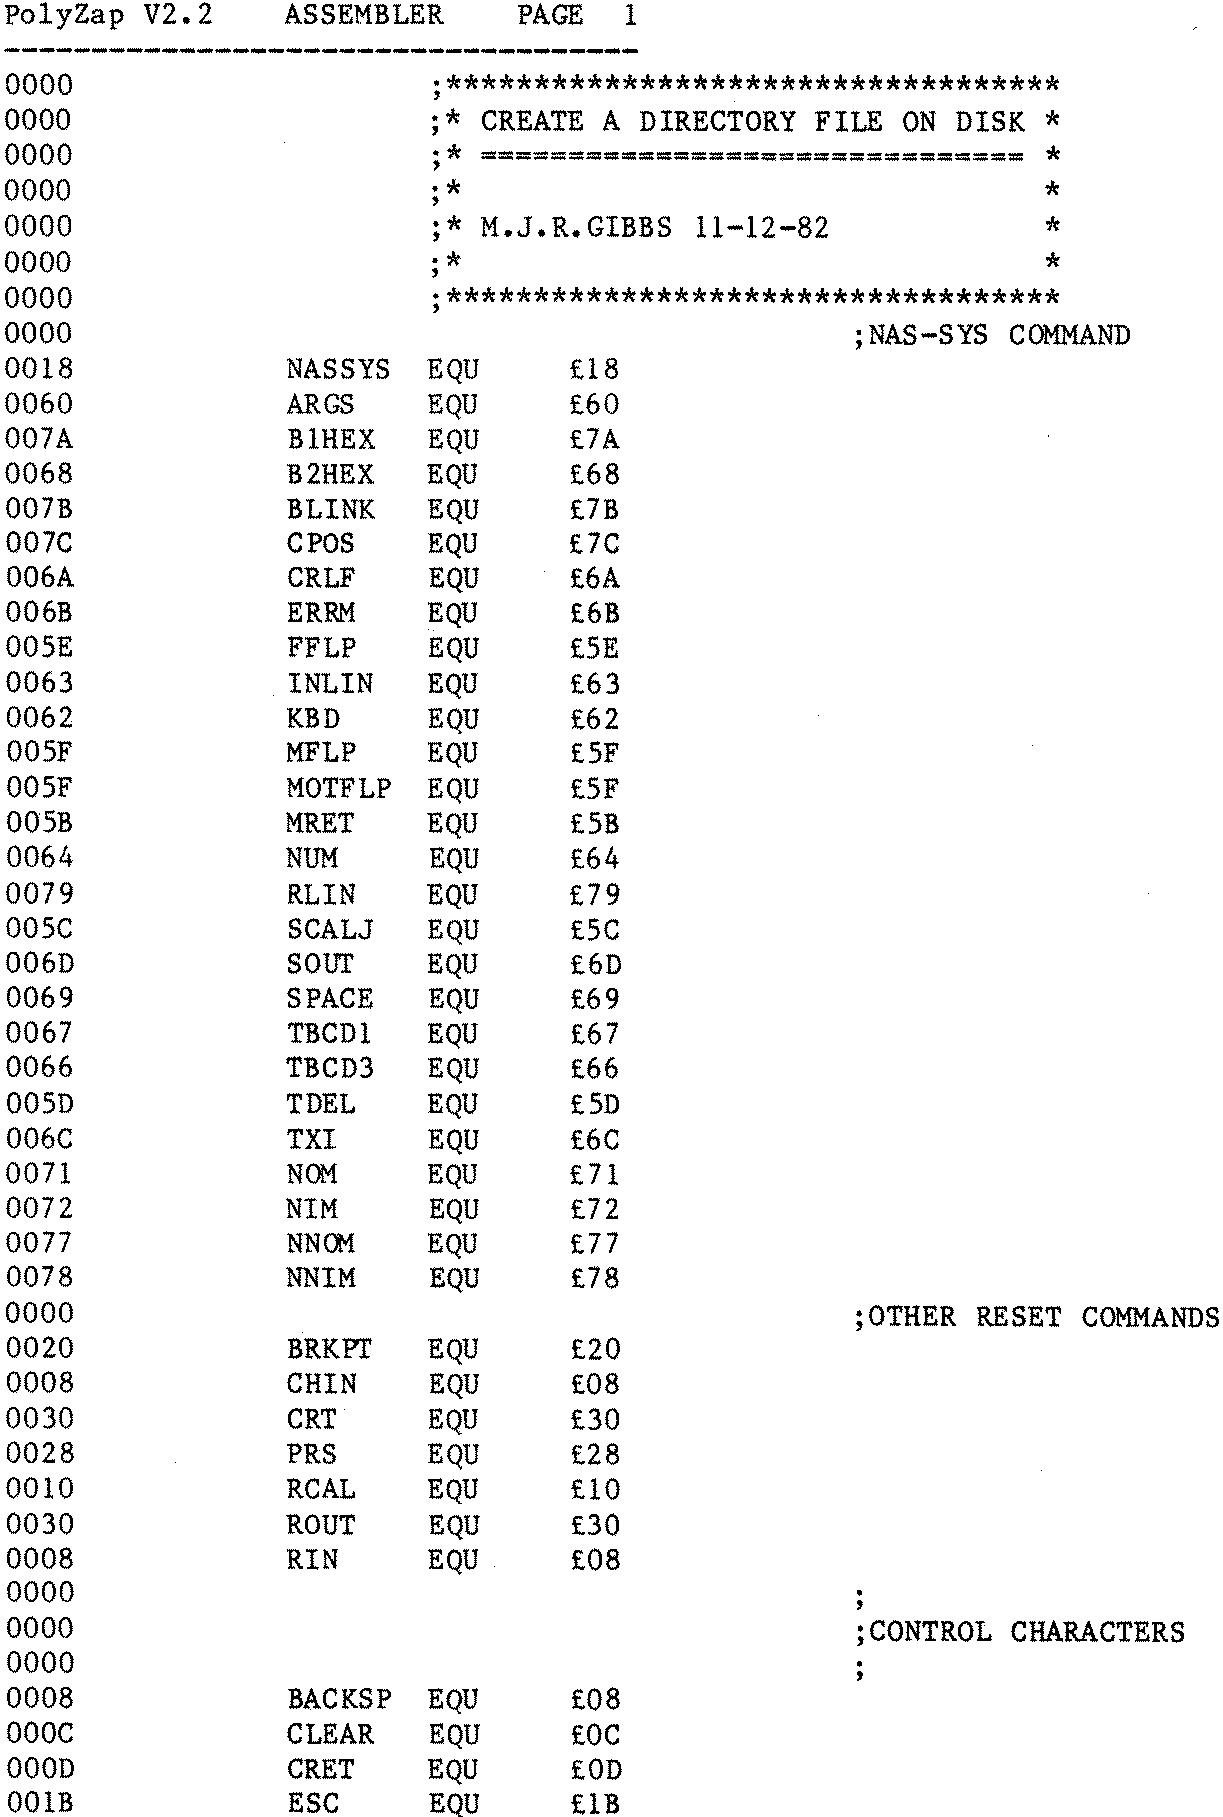 PolyZap V2.2    ASSEMBLER    PAGE  1
------------------------------------
0000                    ;***********************************
0000                    ;* CREATE A DIRECTORY FILE ON DISK *
0000                    ;* =============================== *
0000                    ;*                                 *
0000                    ;* M.J.R.GIBBS 11-12-82            *
0000                    ;*                                 *
0000                    ;***********************************
0000                                            ;NAS-SYS COMMAND
0018            NASSYS  EQU     £18
0060            ARGS    EQU     £60
007A            B1HEX   EQU     £7A
0068            B2HEX   EQU     £68
007B            BLINK   EQU     £7B
007C            CPOS    EQU     £7C
006A            CRLF    EQU     £6A
006B            ERRM    EQU     £6B
005E            FFLP    EQU     £5E
0063            INLIN   EQU     £63
0062            KBD     EQU     £62
005F            MFLP    EQU     £5F
005F            MOTFLP  EQU     £5F
005B            MRET    EQU     £5B
0064            NUM     EQU     £64
0079            RLIN    EQU     £79
005C            SCALJ   EQU     £5C
006D            SOUT    EQU     £6D
0069            SPACE   EQU     £69
0067            TBCD1   EQU     £67
0066            TBCD3   EQU     £66
005D            TDEL    EQU     £5D
006C            TXI     EQU     £6C
0071            NOM     EQU     £71
0072            NIM     EQU     £72
0077            NNOM    EQU     £77
0078            NNIM    EQU     £78
0000                                            ;OTHER RESET COMMANDS
0020            BRKPT   EQU     £20
0008            CHIN    EQU     £08
0030            CRT     EQU     £30
0028            PRS     EQU     £28
0010            RCAL    EQU     £10
0030            ROUT    EQU     £30
0008            RIN     EQU     £08
0000                                            ;
0000                                            ;CONTROL CHARACTERS
0000                                            ;
0008            BACKSP  EQU     £08
000C            CLEAR   EQU     £0C
000D            CRET    EQU     £0D
001B            ESC     EQU     £1B